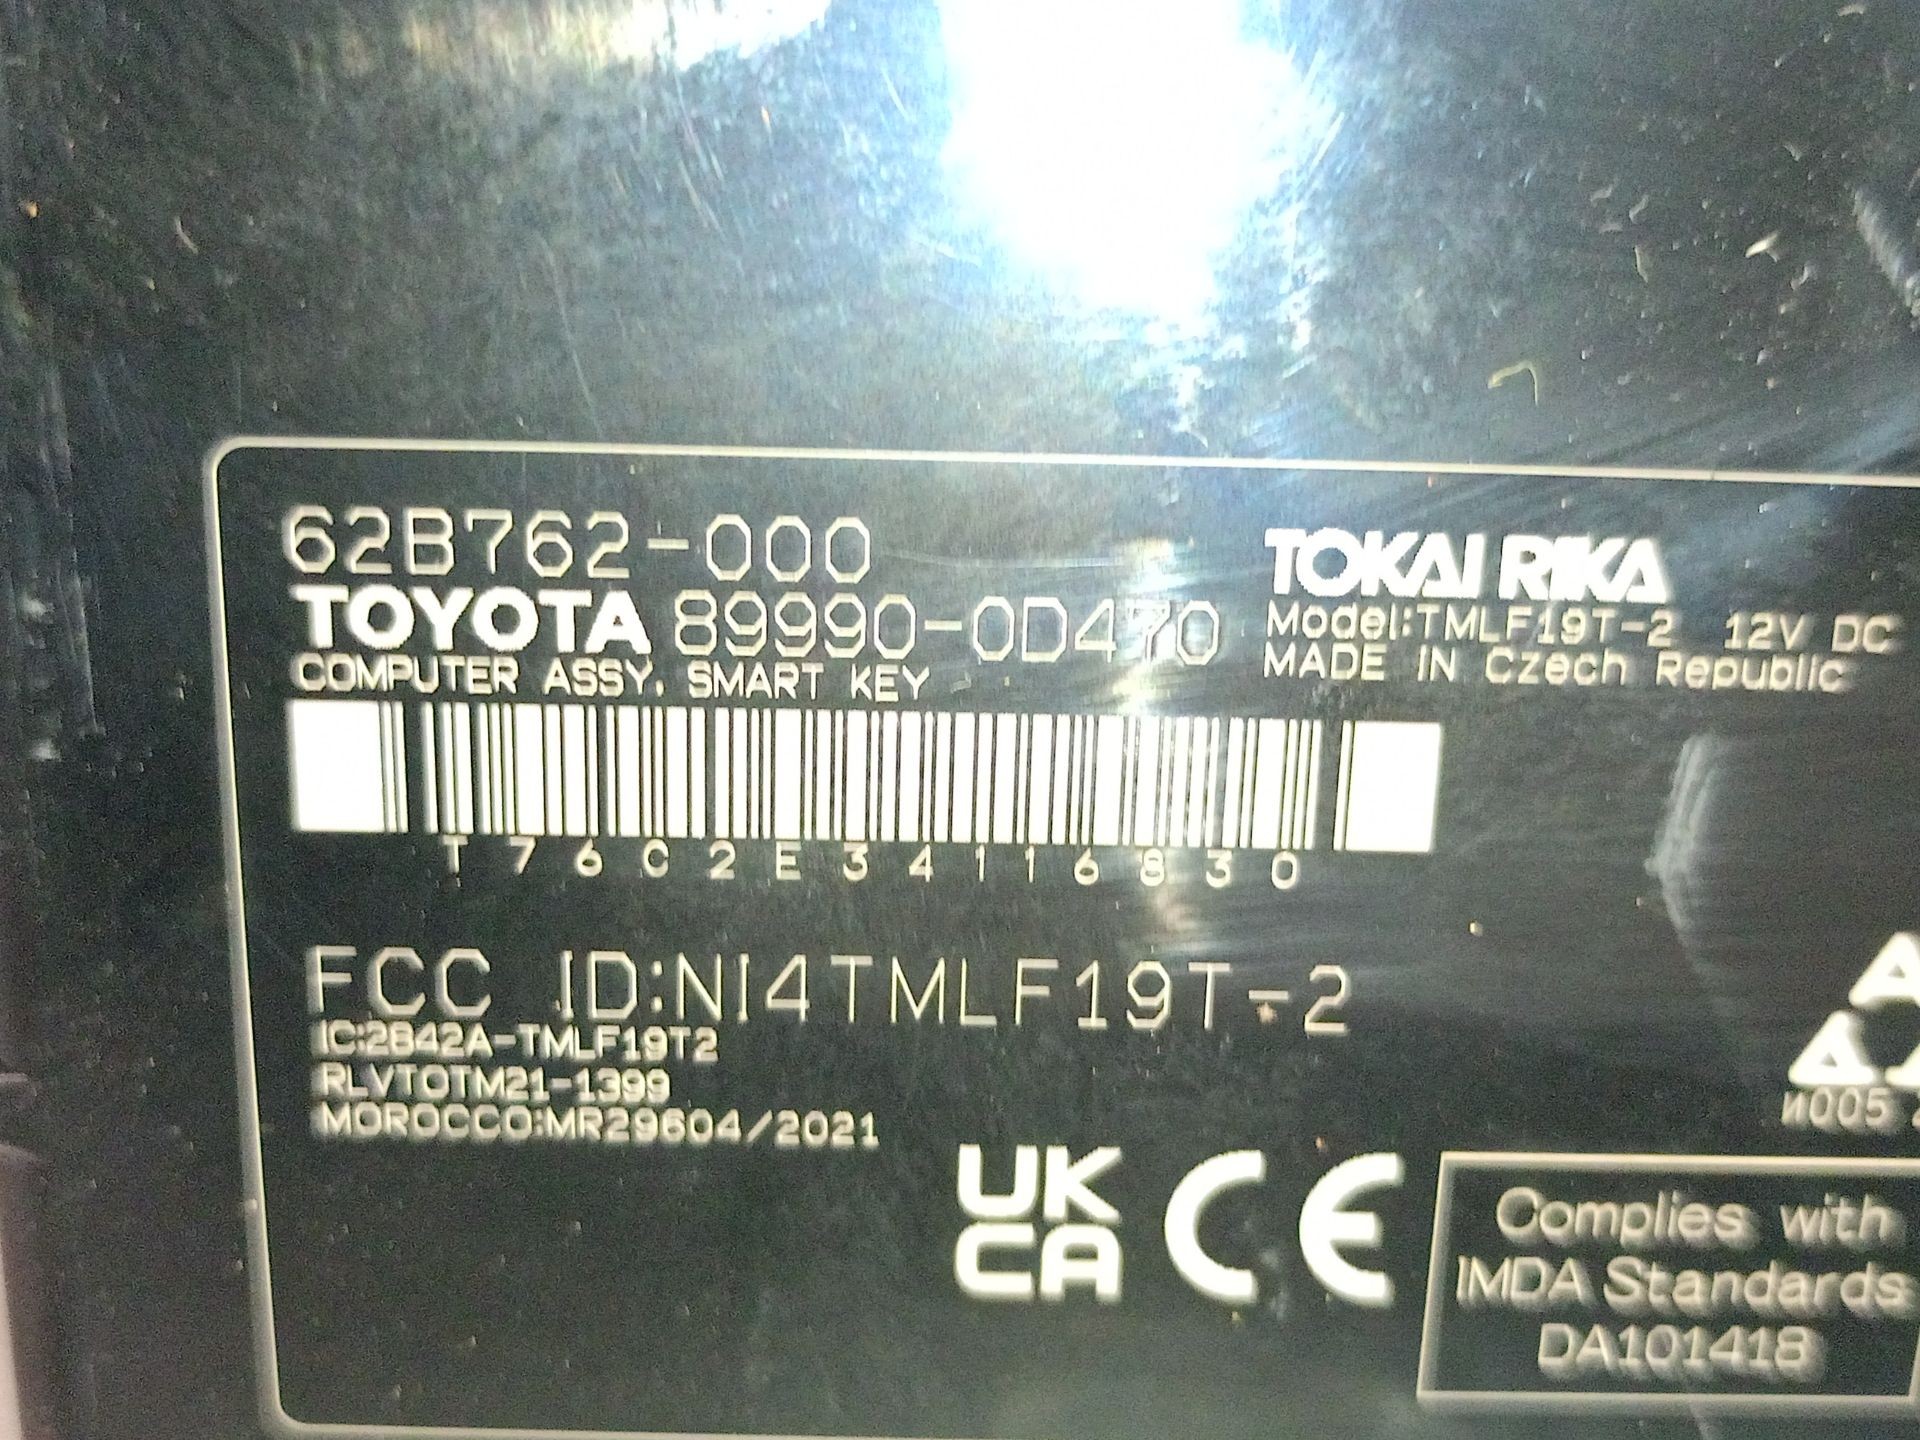 62B762-000
TOYOTA 89990-0D470
COMPUTER ASSY, SMART KEY
TOKAI RIKA
Model:TMLF19T-2 12V DC
MADE IN Czech Republic
T76C2E34116830
FCC ID:NI4TMLF19T-2
IC:2842A-TMLF19T2
RLVTOTM21-1399
MOROCCO:MR29604/2021
UK
CA
CE
И005
Complies with
IMDA Standards
DA101418